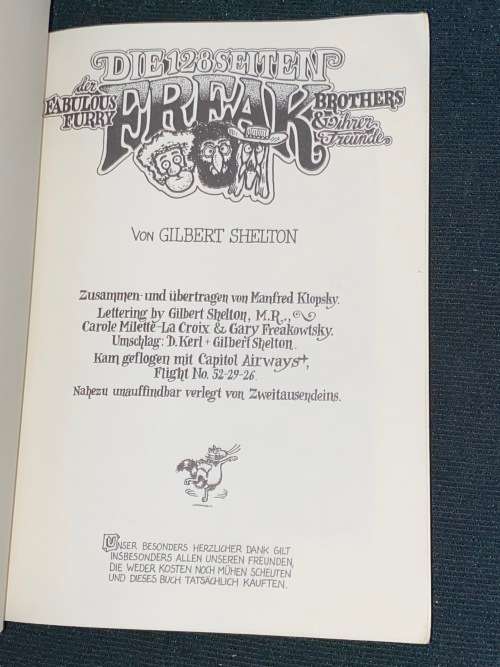 DIE 128 SEITEN
der
FABULOUS
FURRY
FREAK
BROTHERS
& ihrer
Freunde
VON GILBERT SHELTON
Zusammen- und übertragen von Manfred Klopsky.
Lettering by Gilbert Shelton, M.R.,
Carole Milette-La Croix & Gary Freakowtsky.
Umschlag: D. Kerl + Gilbert Shelton.
Kam geflogen mit Capitol Airways,
Flight No. 52-29-26.
Nahezu unauffindbar verlegt von Zweitausendeins.
UNSER BESONDERS HERZLICHER DANK GILT
INSBESONDERS ALLEN UNSEREN FREUNDEN,
DIE WEDER KOSTEN NOCH MÜHEN SCHEUTEN
UND DIESES BUCH TATSÄCHLICH KAUFTEN.